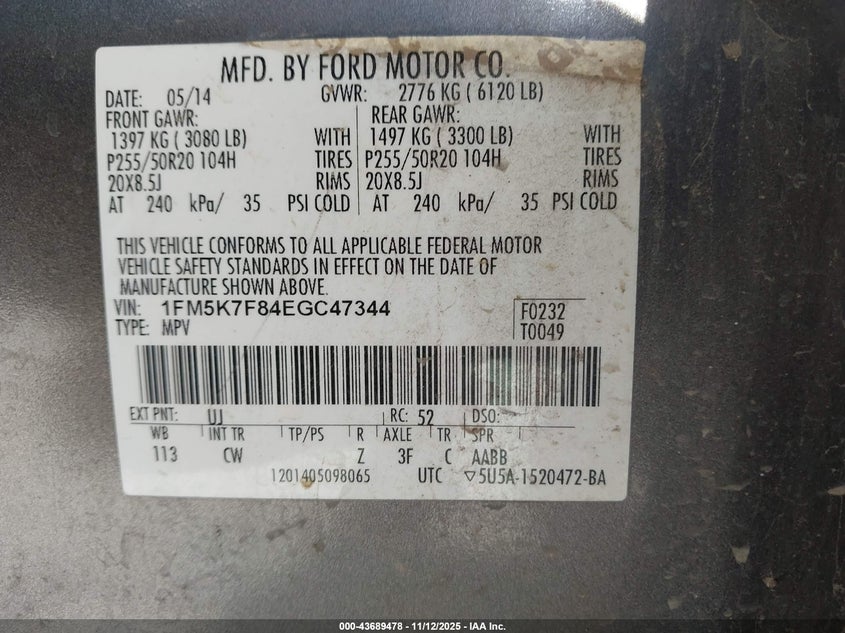 MFD. BY FORD MOTOR CO.
DATE: 05/14 GVWR: 2776 KG ( 6120 LB)
FRONT GAWR: REAR GAWR:
1397 KG ( 3080 LB) WITH 1497 KG ( 3300 LB) WITH
P255/50R20 104H TIRES P255/50R20 104H TIRES
20X8.5J RIMS 20X8.5J RIMS
AT 240 kPa/ 35 PSI COLD AT 240 kPa/ 35 PSI COLD
THIS VEHICLE CONFORMS TO ALL APPLICABLE FEDERAL MOTOR
VEHICLE SAFETY STANDARDS IN EFFECT ON THE DATE OF
MANUFACTURE SHOWN ABOVE.
VIN: 1FM5K7F84EGC47344 F0232
TYPE: MPV T0049
EXT PNT: UJ RC: 52 DSO:
WB INT TR TP/PS R AXLE TR SPR
113 CW Z 3F C AABB
1201405098065 UTC ▽5U5A-1520472-BA
000-43689478 - 11/12/2025 - IAA Inc.